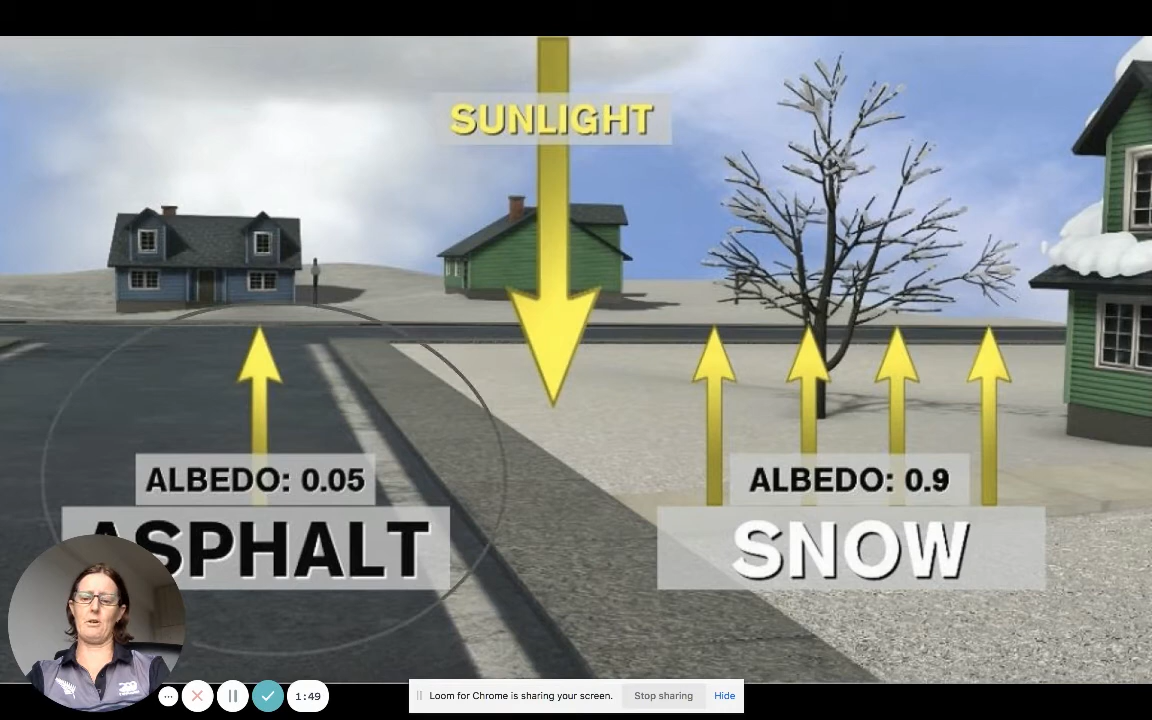 SUNLIGHT
ALBEDO: 0.05
ASPHALT
ALBEDO: 0.9
SNOW
1:49
Loom for Chrome is sharing your screen.
Stop sharing
Hide